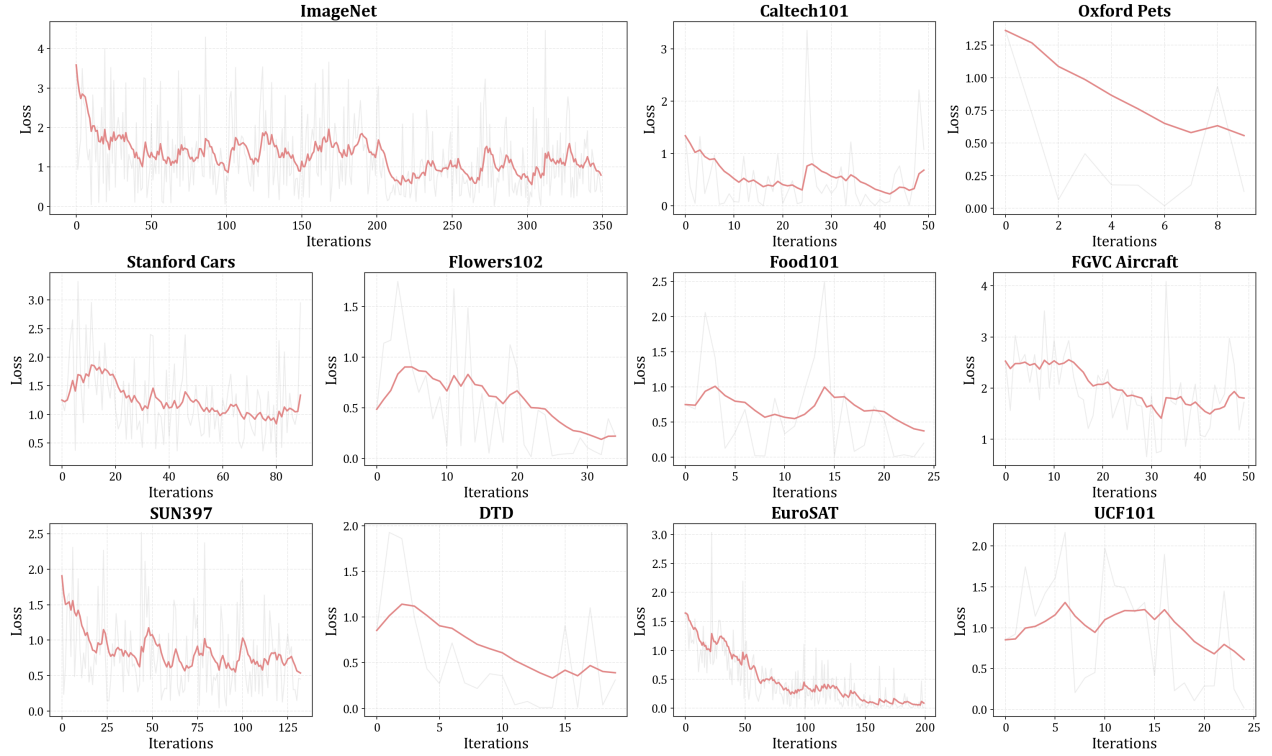 ImageNet
Loss
4
3
2
1
0
0 50 100 150 200 250 300 350
Iterations
Caltech101
Loss
3
2
1
0
0 10 20 30 40 50
Iterations
Oxford Pets
Loss
1.25
1.00
0.75
0.50
0.25
0.00
0 2 4 6 8
Iterations
Stanford Cars
Loss
3.0
2.5
2.0
1.5
1.0
0.5
0 20 40 60 80
Iterations
Flowers102
Loss
1.5
1.0
0.5
0.0
0 10 20 30
Iterations
Food101
Loss
2.5
2.0
1.5
1.0
0.5
0.0
0 5 10 15 20 25
Iterations
FGVC Aircraft
Loss
4
3
2
1
0 10 20 30 40 50
Iterations
SUN397
Loss
2.5
2.0
1.5
1.0
0.5
0.0
0 25 50 75 100 125
Iterations
DTD
Loss
2.0
1.5
1.0
0.5
0.0
0 5 10 15
Iterations
EuroSAT
Loss
3.0
2.5
2.0
1.5
1.0
0.5
0.0
0 50 100 150 200
Iterations
UCF101
Loss
2.0
1.5
1.0
0.5
0.0
0 5 10 15 20 25
Iterations